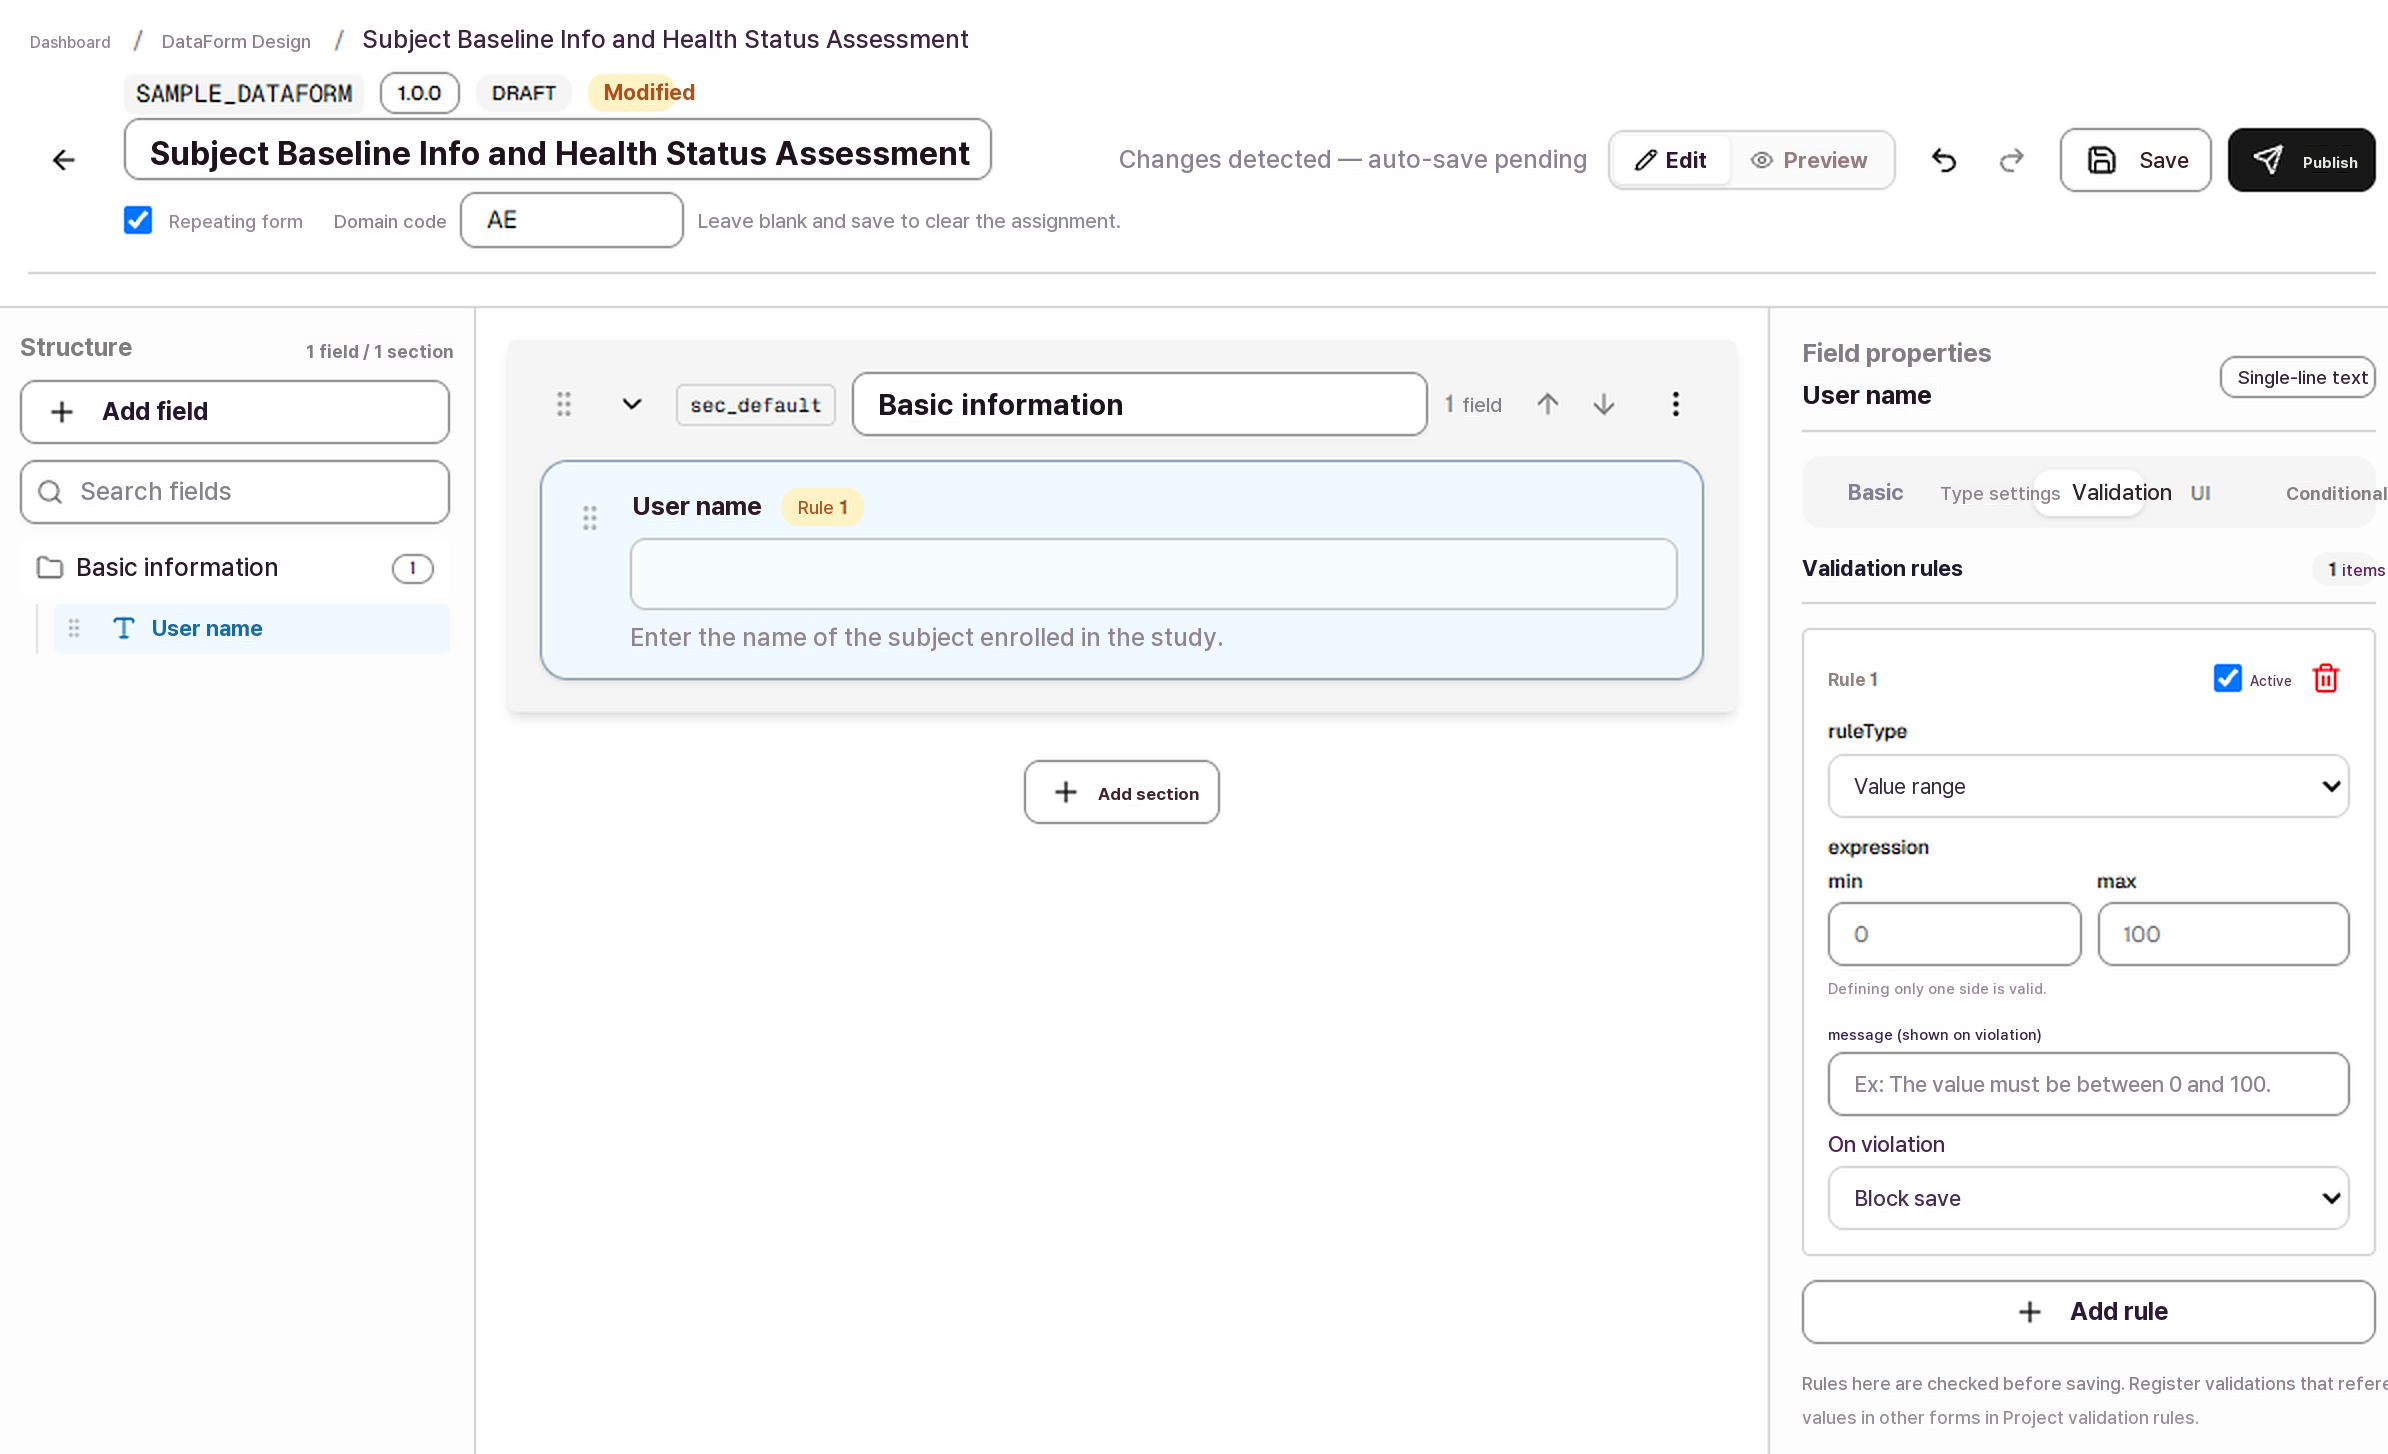 Dashboard / DataForm Design / Subject Baseline Info and Health Status Assessment
SAMPLE_DATAFORM 1.0.0 DRAFT Modified
Subject Baseline Info and Health Status Assessment
Changes detected — auto-save pending
Edit Preview
Save
Publish
Repeating form Domain code AE Leave blank and save to clear the assignment.
Structure 1 field / 1 section
Add field
Search fields
Basic information 1
User name
sec_default Basic information 1 field
User name Rule 1
Enter the name of the subject enrolled in the study.
Add section
Field properties
User name
Single-line text
Basic Type settings Validation UI Conditional
Validation rules 1 items
Rule 1 Active
ruleType
Value range
expression
min max
0 100
Defining only one side is valid.
message (shown on violation)
Ex: The value must be between 0 and 100.
On violation
Block save
Add rule
Rules here are checked before saving. Register validations that refere
values in other forms in Project validation rules.